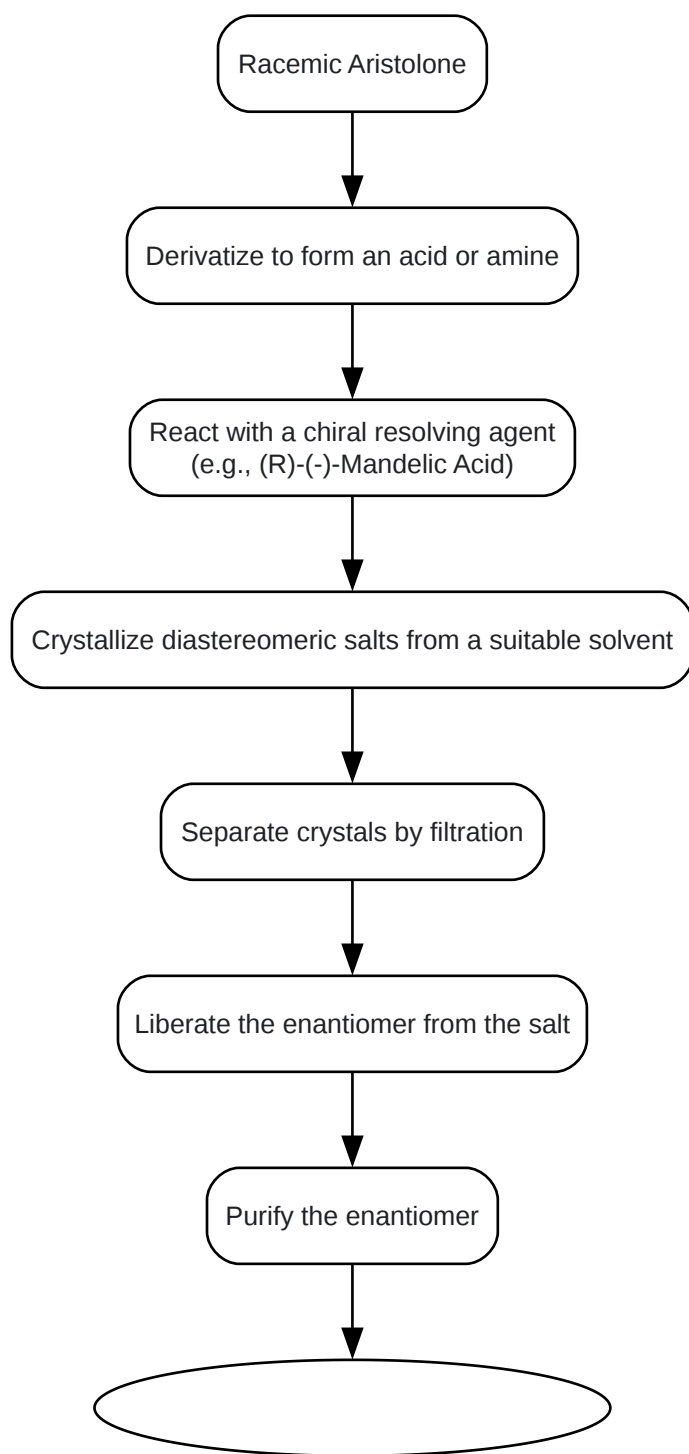 Racemic Aristolone
Derivatize to form an acid or amine
React with a chiral resolving agent
(e.g., (R)-(-)-Mandelic Acid)
Crystallize diastereomeric salts from a suitable solvent
Separate crystals by filtration
Liberate the enantiomer from the salt
Purify the enantiomer